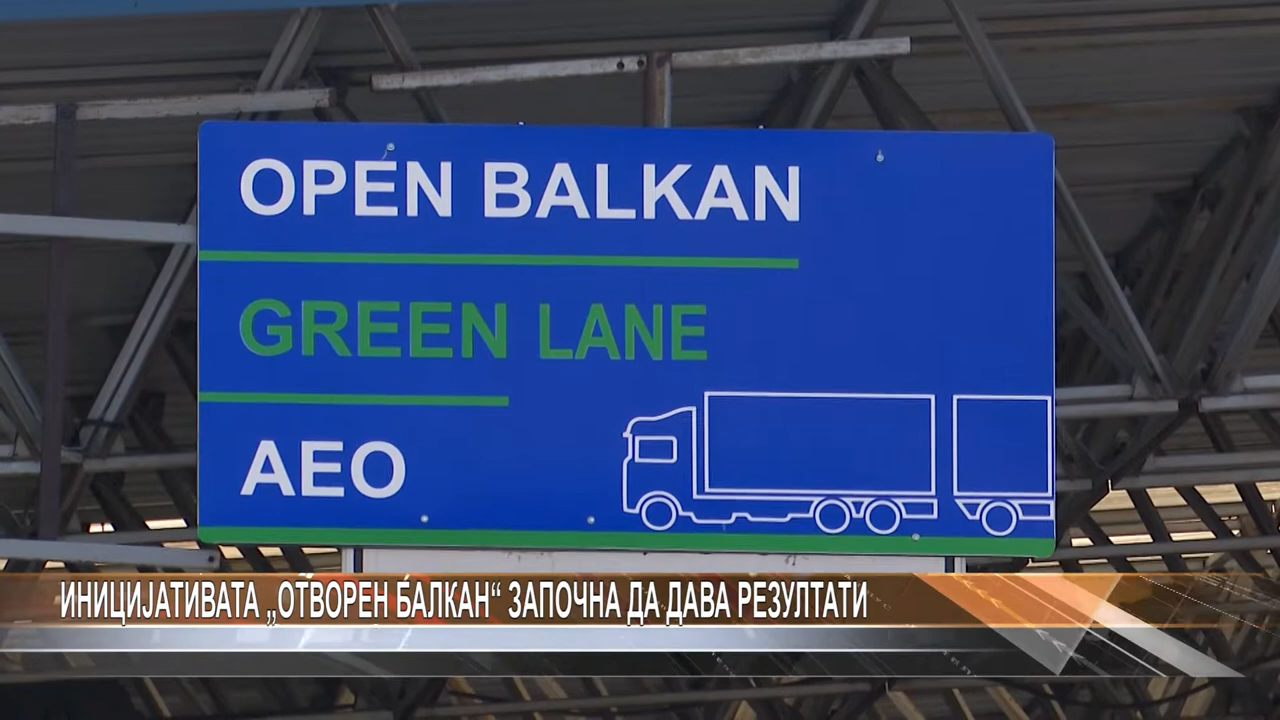 OPEN BALKAN
GREEN LANE
AEO
ИНИЦИЈАТИВАТА „ОТВОРЕН БАЛКАН“ ЗАПОЧНА ДА ДАВА РЕЗУЛТАТИ